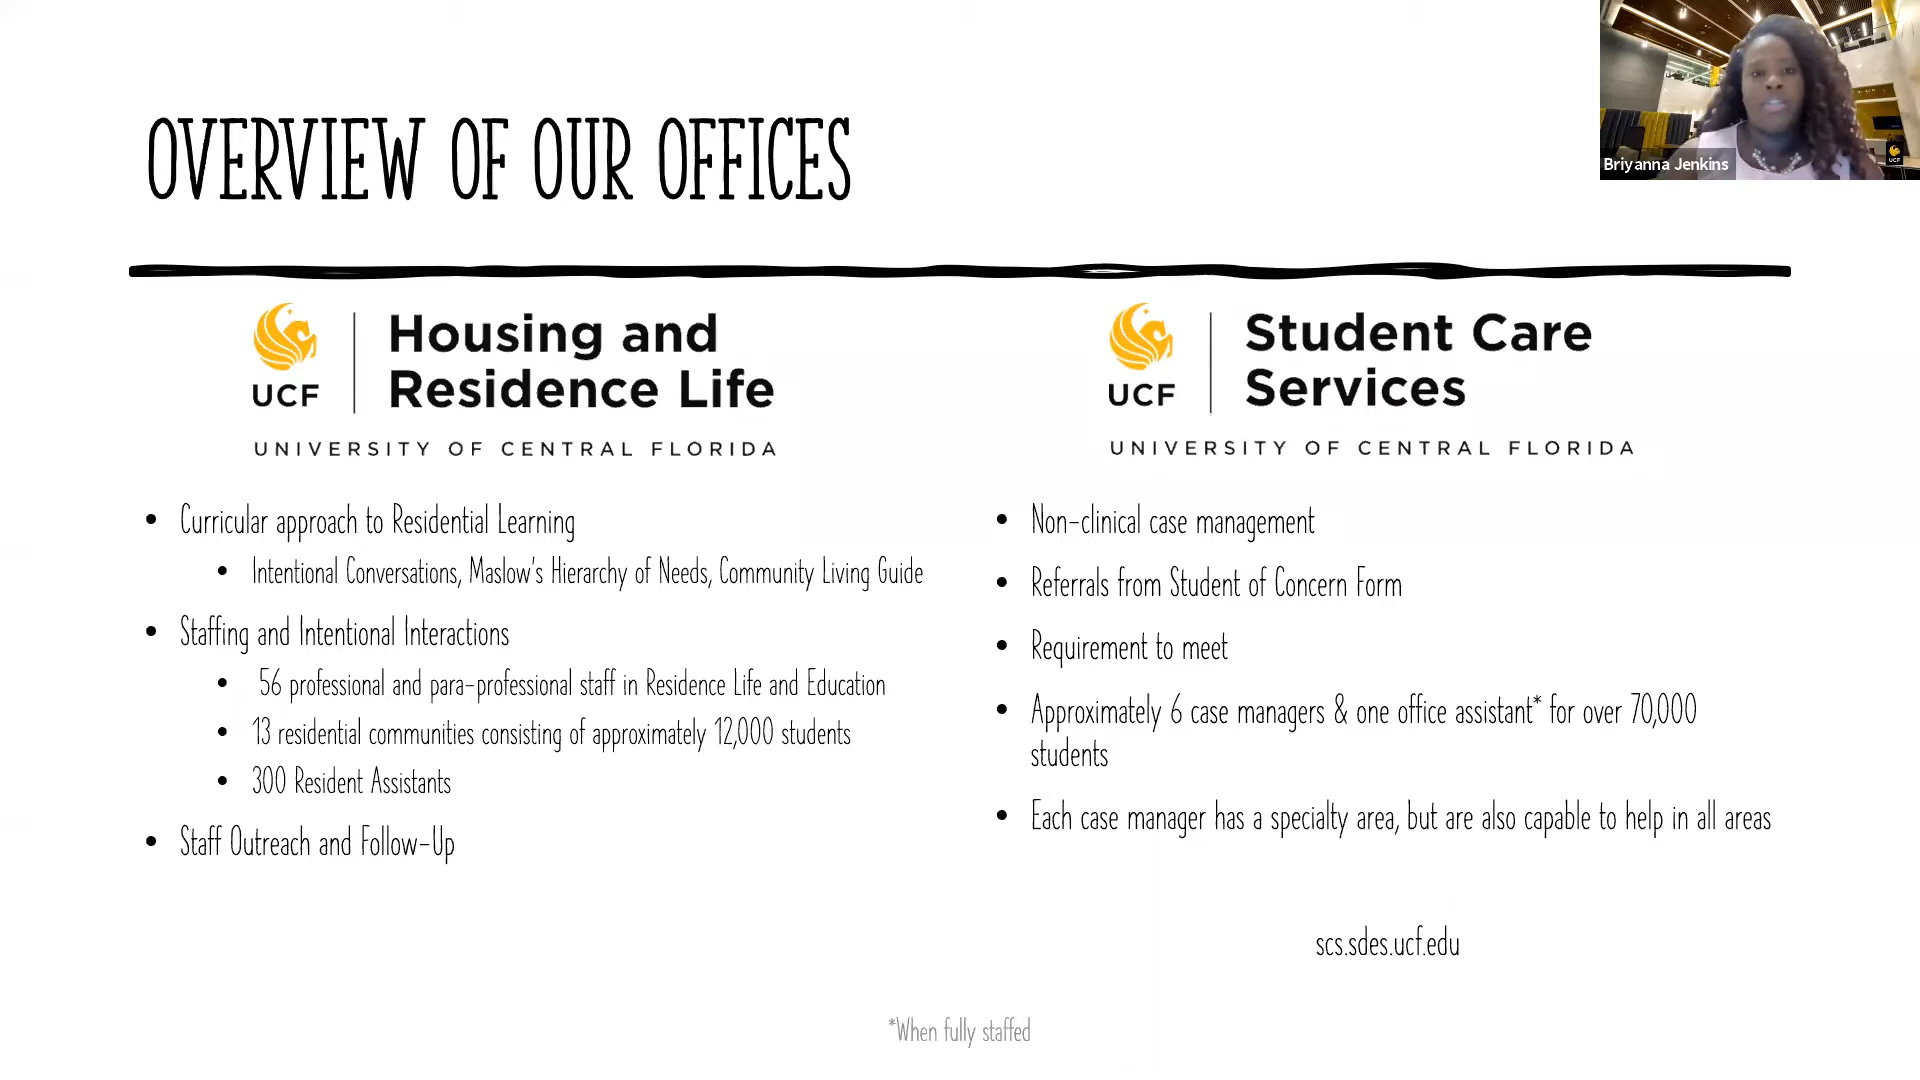 OVERVIEW OF OUR OFFICES
Briyanna Jenkins
UCF
UCF
Housing and
Residence Life
UNIVERSITY OF CENTRAL FLORIDA
• Curricular approach to Residential Learning
• Intentional Conversations, Maslow's Hierarchy of Needs, Community Living Guide
• Staffing and Intentional Interactions
• 56 professional and para-professional staff in Residence Life and Education
• 13 residential communities consisting of approximately 12,000 students
• 300 Resident Assistants
• Staff Outreach and Follow-Up
UCF
Student Care
Services
UNIVERSITY OF CENTRAL FLORIDA
• Non-clinical case management
• Referrals from Student of Concern Form
• Requirement to meet
• Approximately 6 case managers & one office assistant* for over 70,000
students
• Each case manager has a specialty area, but are also capable to help in all areas
scs.sdes.ucf.edu
*When fully staffed